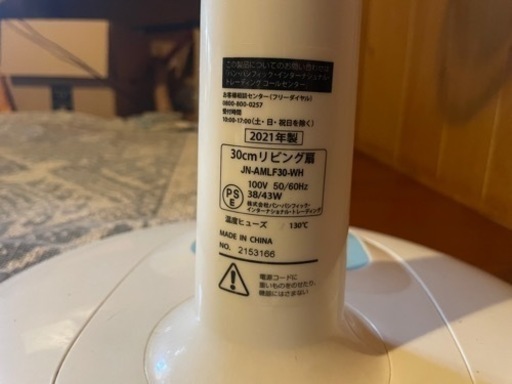 この製品についてのお問い合わせは
パン・パシフィック・インターナショナル・
トレーディング コールセンター
お客様相談センター(フリーダイヤル)
0800-800-0257
受付時間
10:00-17:00(土・日・祝日を除く)
2021年製
30cmリビング扇
JN-AMLF30-WH
100V 50/60Hz
38/43W
PS
E
株式会社パン・パシフィック・
インターナショナル・トレーディング
温度ヒューズ 130℃
MADE IN CHINA
NO. 2153166
電源コードに
重いものをのせたり、
機器にはさまない